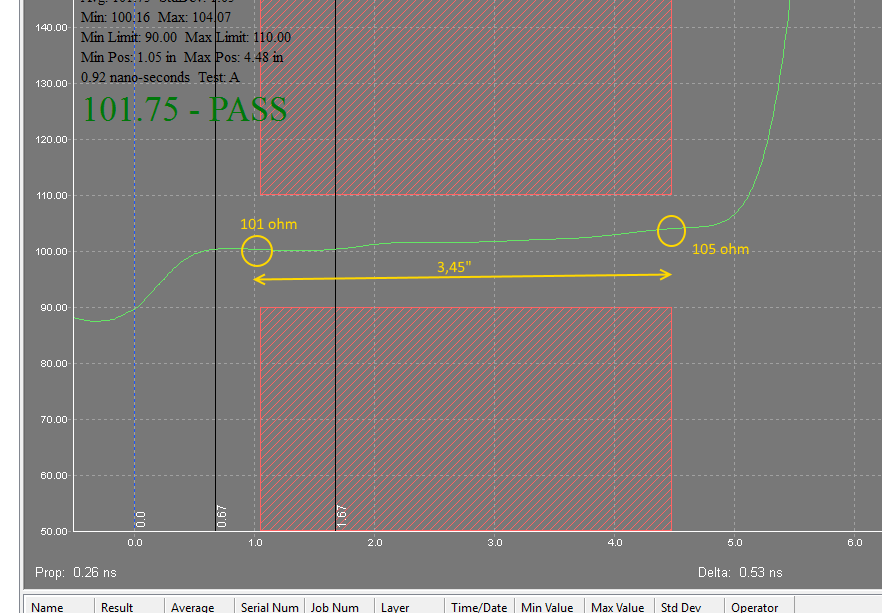 Min: 100.16 Max: 104.07
Min Limit: 90.00 Max Limit: 110.00
Min Pos: 1.05 in Max Pos: 4.48 in
0.92 nano-seconds Test: A
101.75 - PASS
140.00
130.00
120.00
110.00
100.00
90.00
80.00
70.00
60.00
50.00
101 ohm
105 ohm
3,45"
0.0
0.67
1.67
0.0 1.0 2.0 3.0 4.0 5.0 6.0
Prop: 0.26 ns
Delta: 0.53 ns
Name Result Average Serial Num Job Num Layer Time/Date Min Value Max Value Std Dev Operator